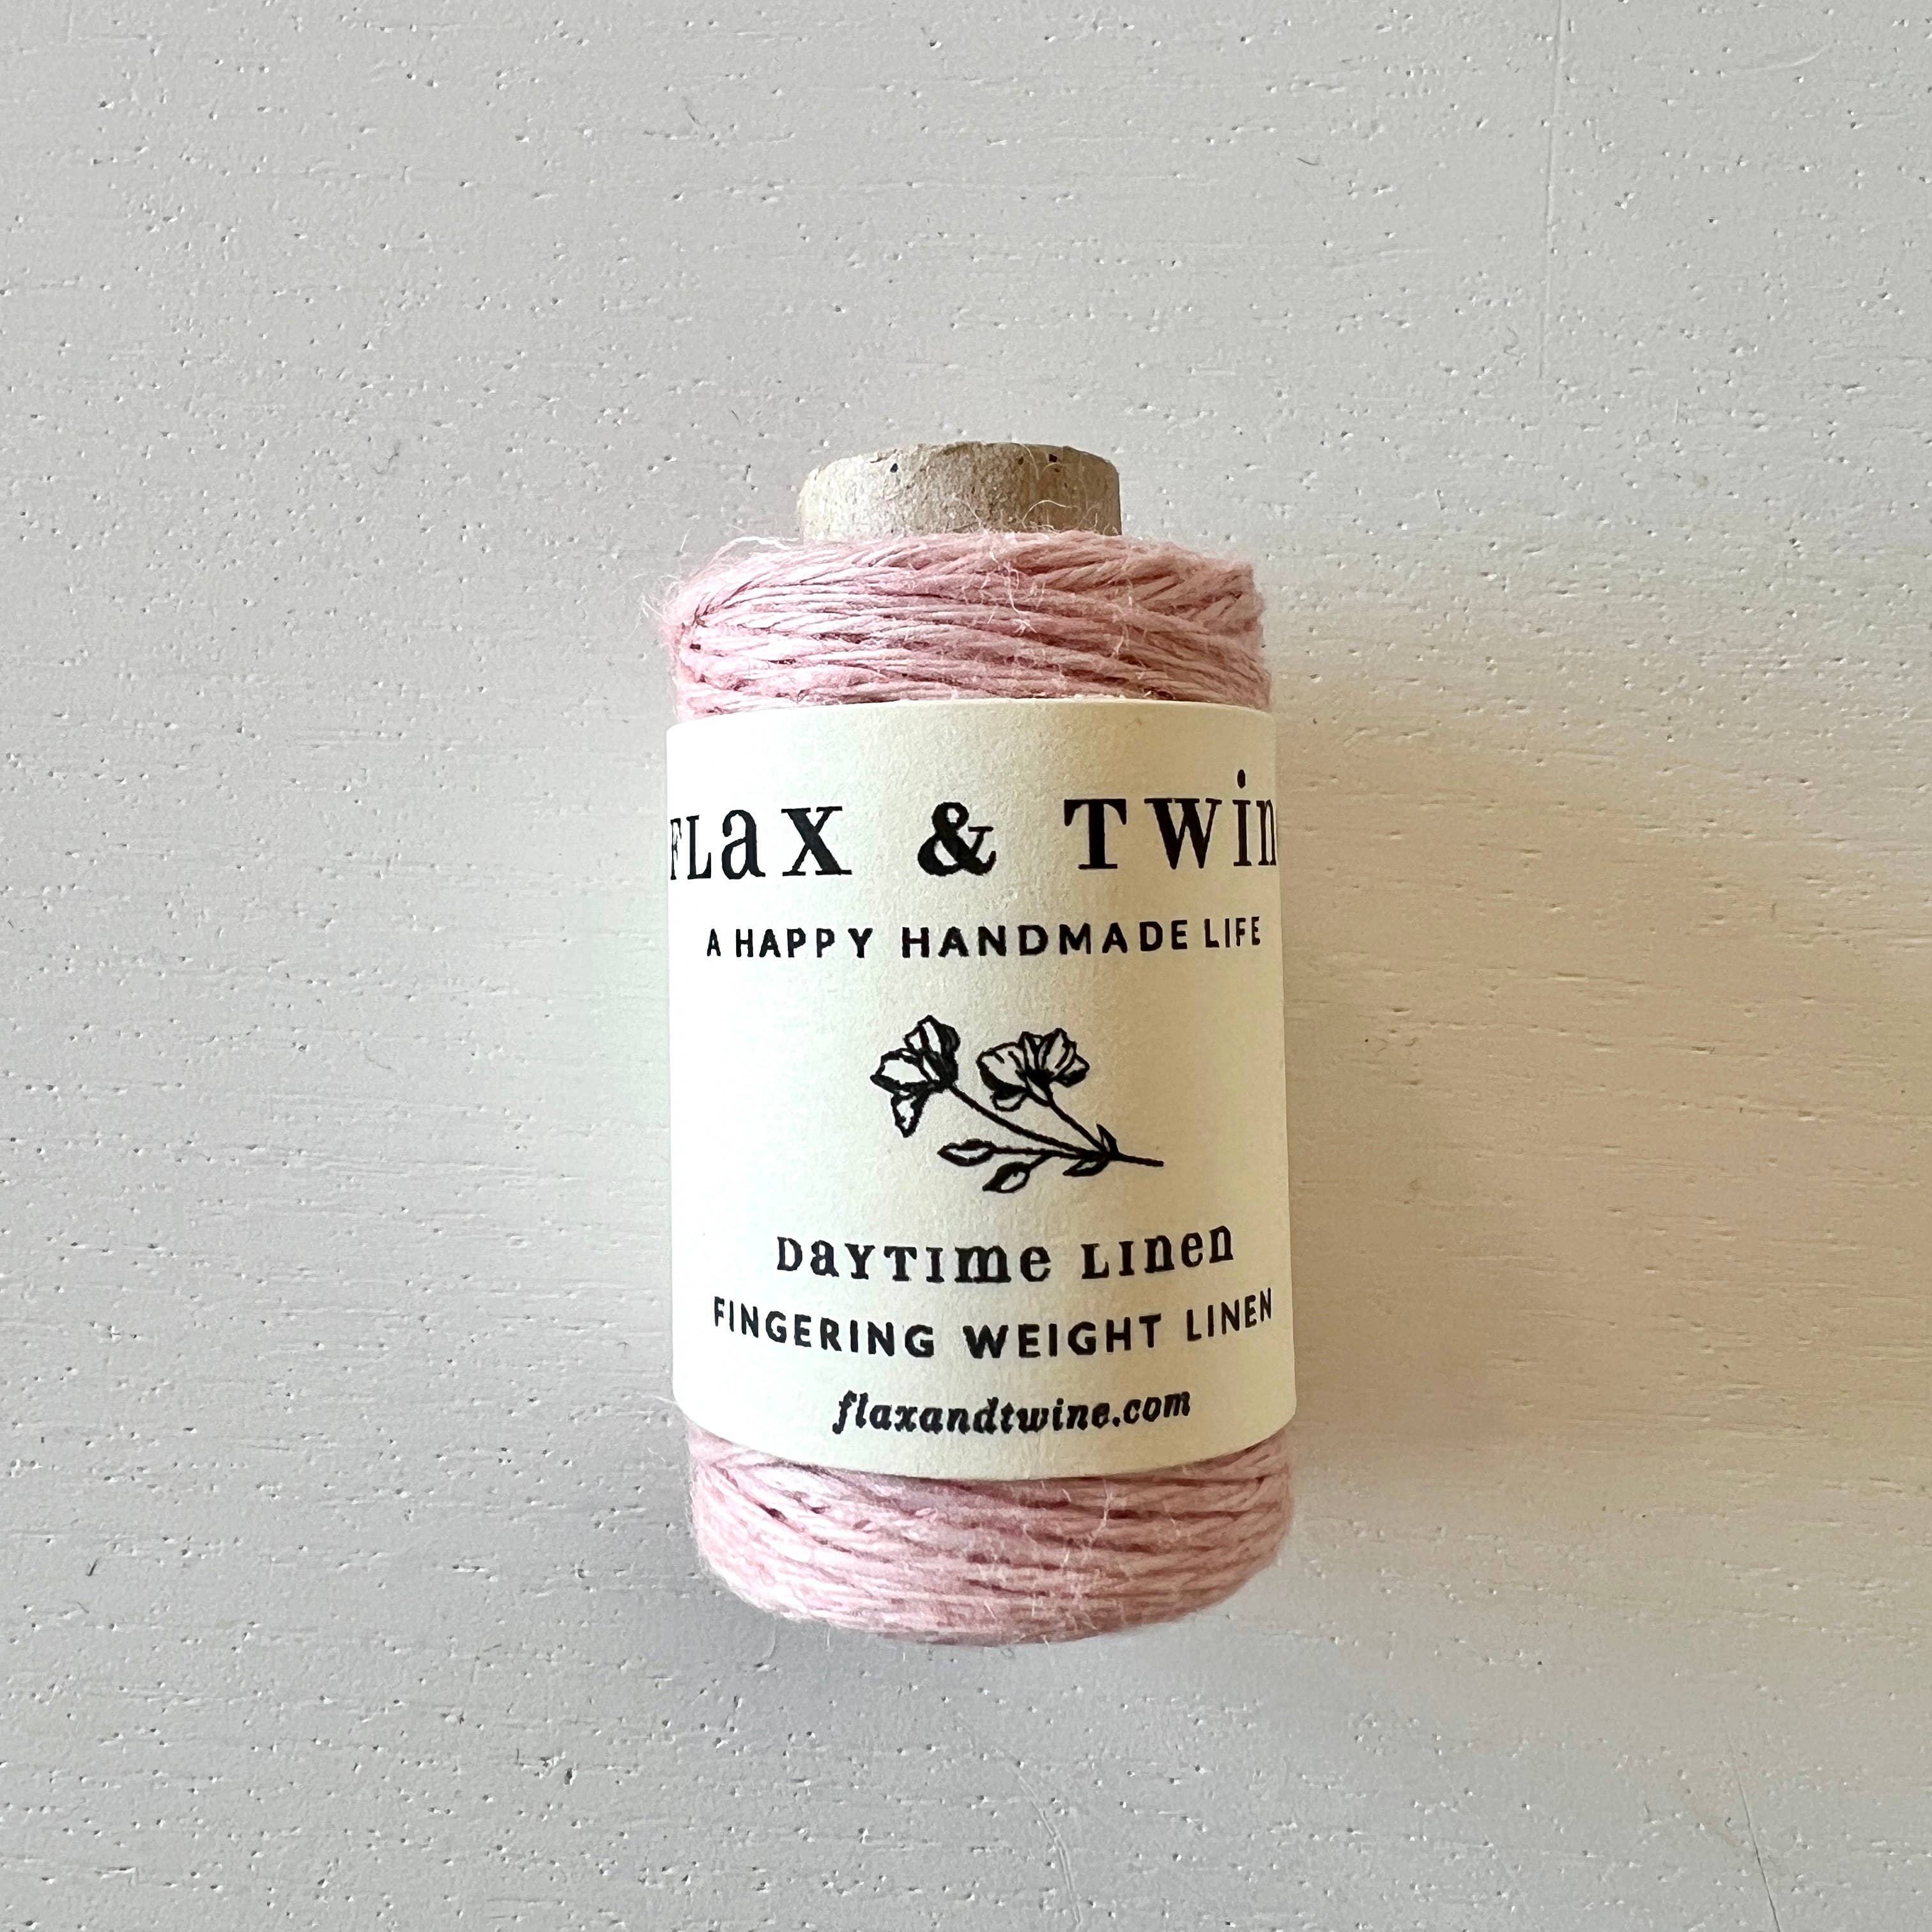 FLax & TWin
A HAPPY HANDMADE LIFE
DaYTIme LInen
FINGERING WEIGHT LINEN
flaxandtwine.com